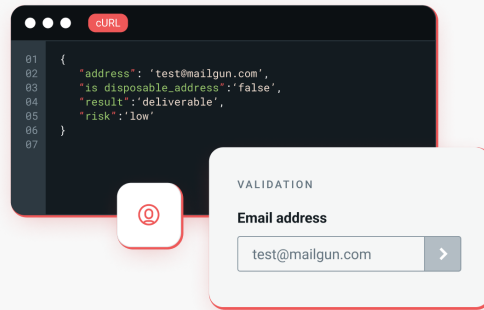 cURL
01 {
02 "address": ‘test@mailgun.com’,
03 "is disposable_address":‘false’,
04 "result":‘deliverable’,
05 "risk":‘low’
06 }
07
VALIDATION
Email address
test@mailgun.com